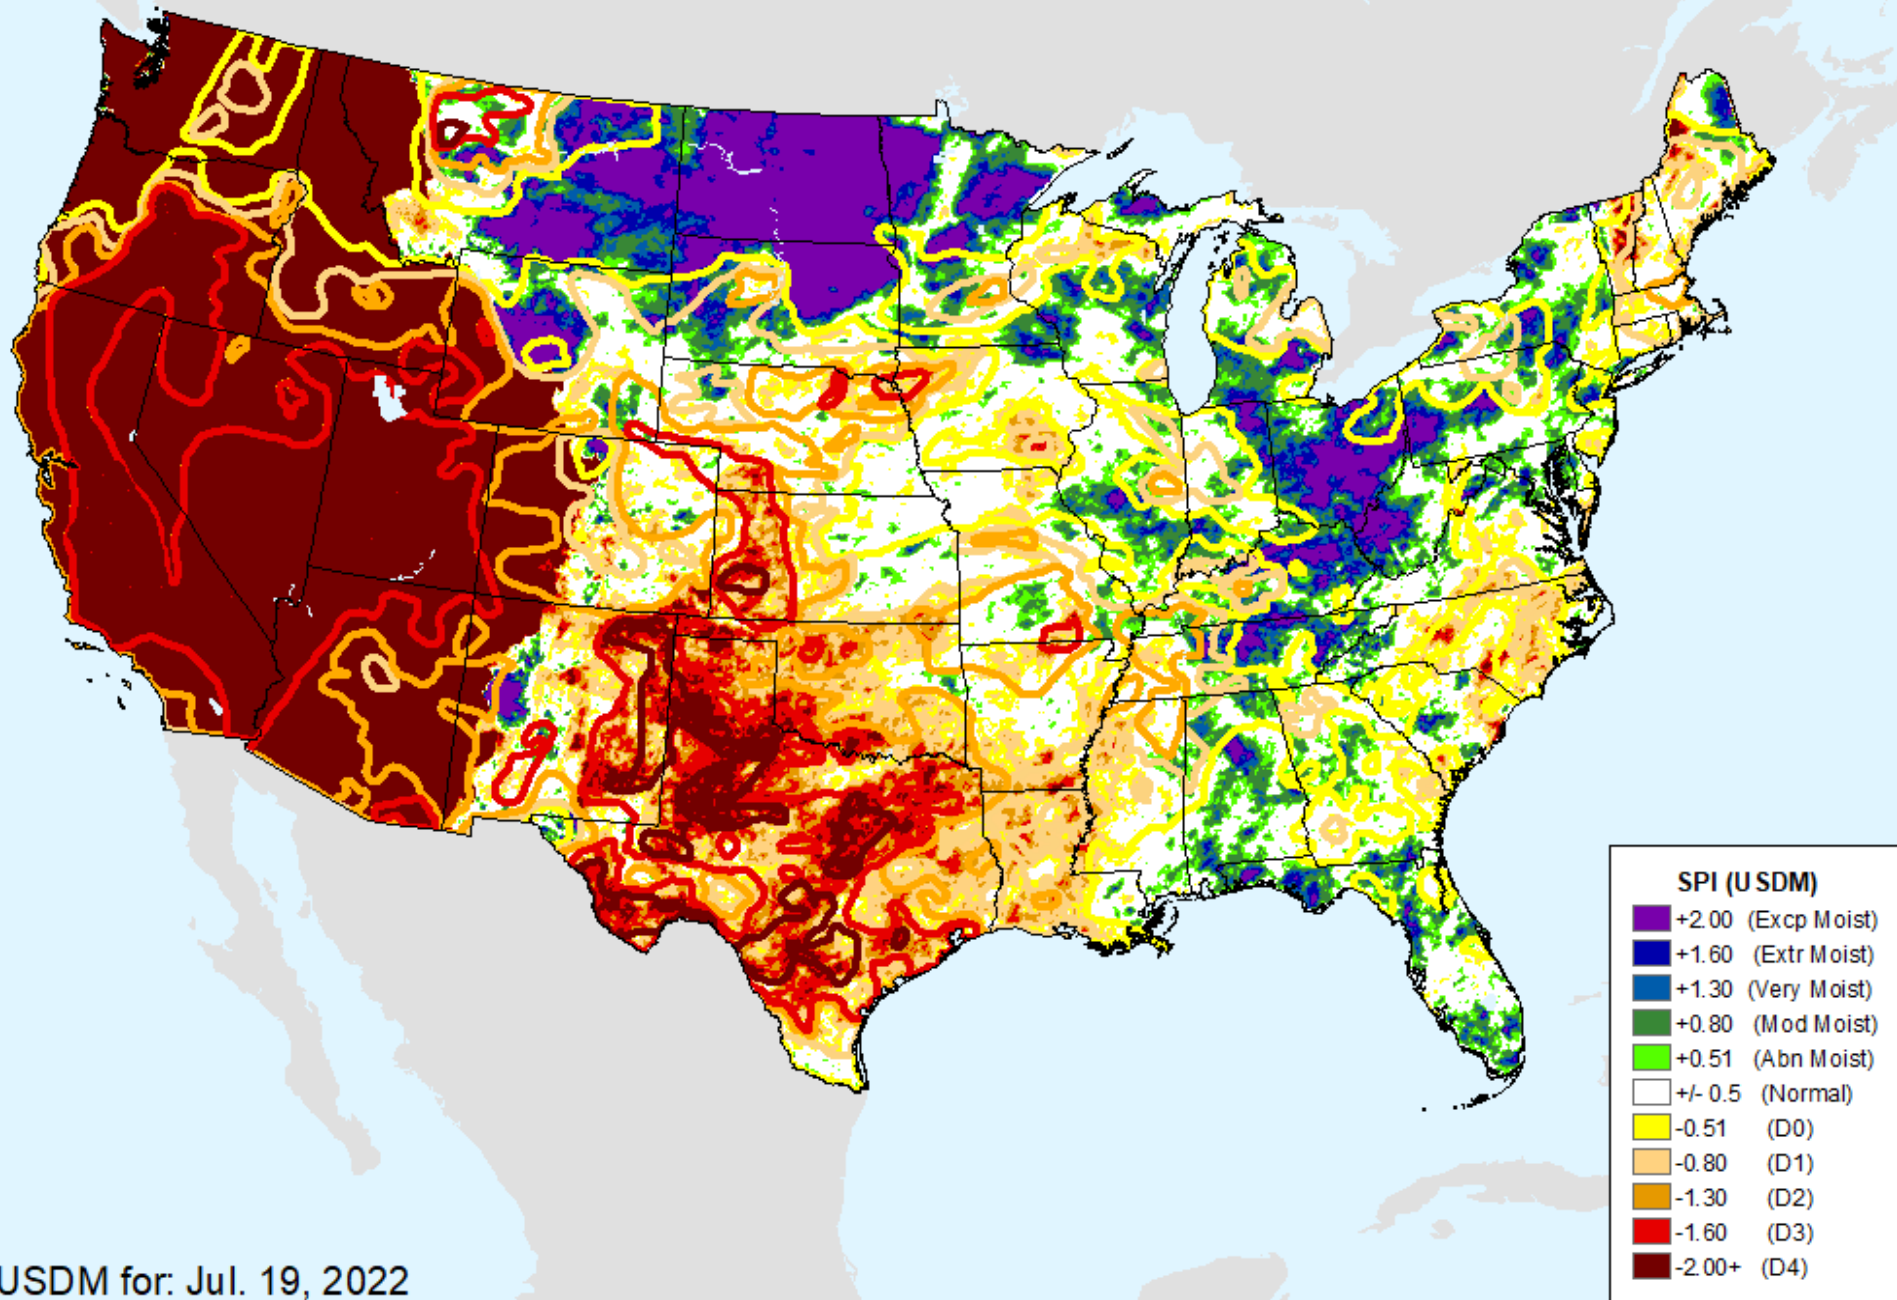 SPI (USDM)
+2.00 (Excp Moist)
+1.60 (Extr Moist)
+1.30 (Very Moist)
+0.80 (Mod Moist)
+0.51 (Abn Moist)
+/- 0.5 (Normal)
-0.51 (D0)
-0.80 (D1)
-1.30 (D2)
-1.60 (D3)
-2.00+ (D4)
USDM for: Jul. 19, 2022